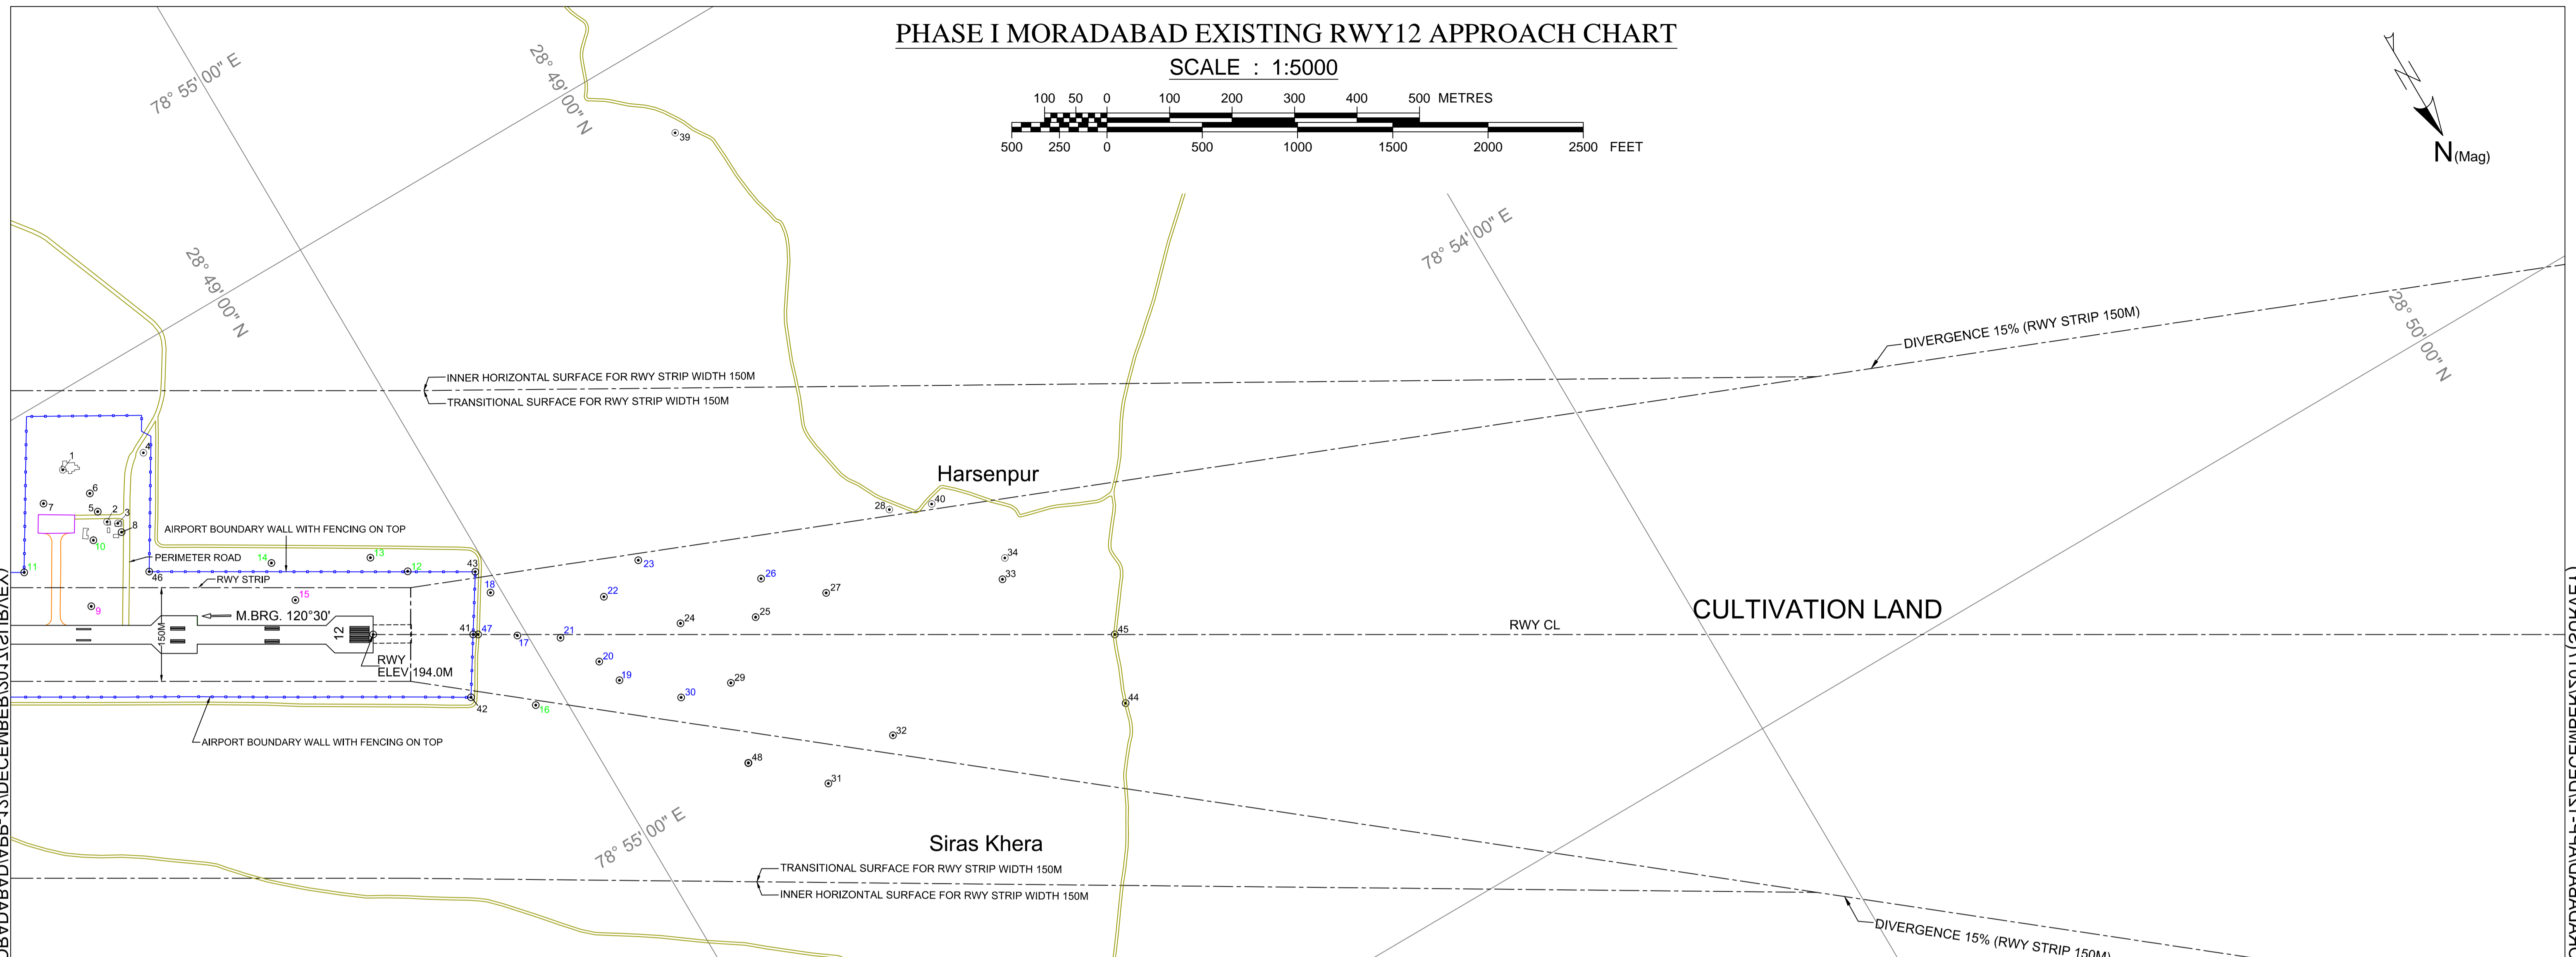 PHASE I MORADABAD EXISTING RWY12 APPROACH CHART
SCALE : 1:5000
100 50 0 100 200 300 400 500 METRES
500 250 0 500 1000 1500 2000 2500 FEET
N(Mag)
78° 55' 00" E
28° 49' 00" N
39
28° 49' 00" N
78° 54' 00" E
28° 50' 00" N
DIVERGENCE 15% (RWY STRIP 150M)
INNER HORIZONTAL SURFACE FOR RWY STRIP WIDTH 150M
TRANSITIONAL SURFACE FOR RWY STRIP WIDTH 150M
4
1
Harsenpur
6
7
5
2
3
8
28
40
AIRPORT BOUNDARY WALL WITH FENCING ON TOP
10
PERIMETER ROAD
14
13
11
46
12
43
23
34
RWY STRIP
26
33
18
22
27
9
15
M.BRG. 120°30'
150M
12
24
25
CULTIVATION LAND
41
47
17
21
45
RWY CL
RWY
ELEV 194.0M
20
19
29
30
42
16
44
32
AIRPORT BOUNDARY WALL WITH FENCING ON TOP
48
31
78° 55' 00" E
Siras Khera
TRANSITIONAL SURFACE FOR RWY STRIP WIDTH 150M
INNER HORIZONTAL SURFACE FOR RWY STRIP WIDTH 150M
DIVERGENCE 15% (RWY STRIP 150M)